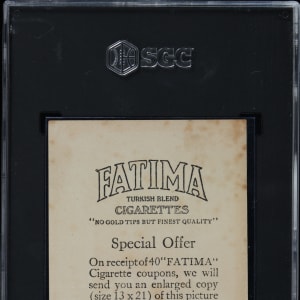 SGC
FATIMA
TURKISH BLEND
CIGARETTES
"NO GOLD TIPS BUT FINEST QUALITY"
Special Offer
On receipt of 40 "FATIMA"
Cigarette coupons, we will
send you an enlarged copy
(size 13 x 21) of this picture